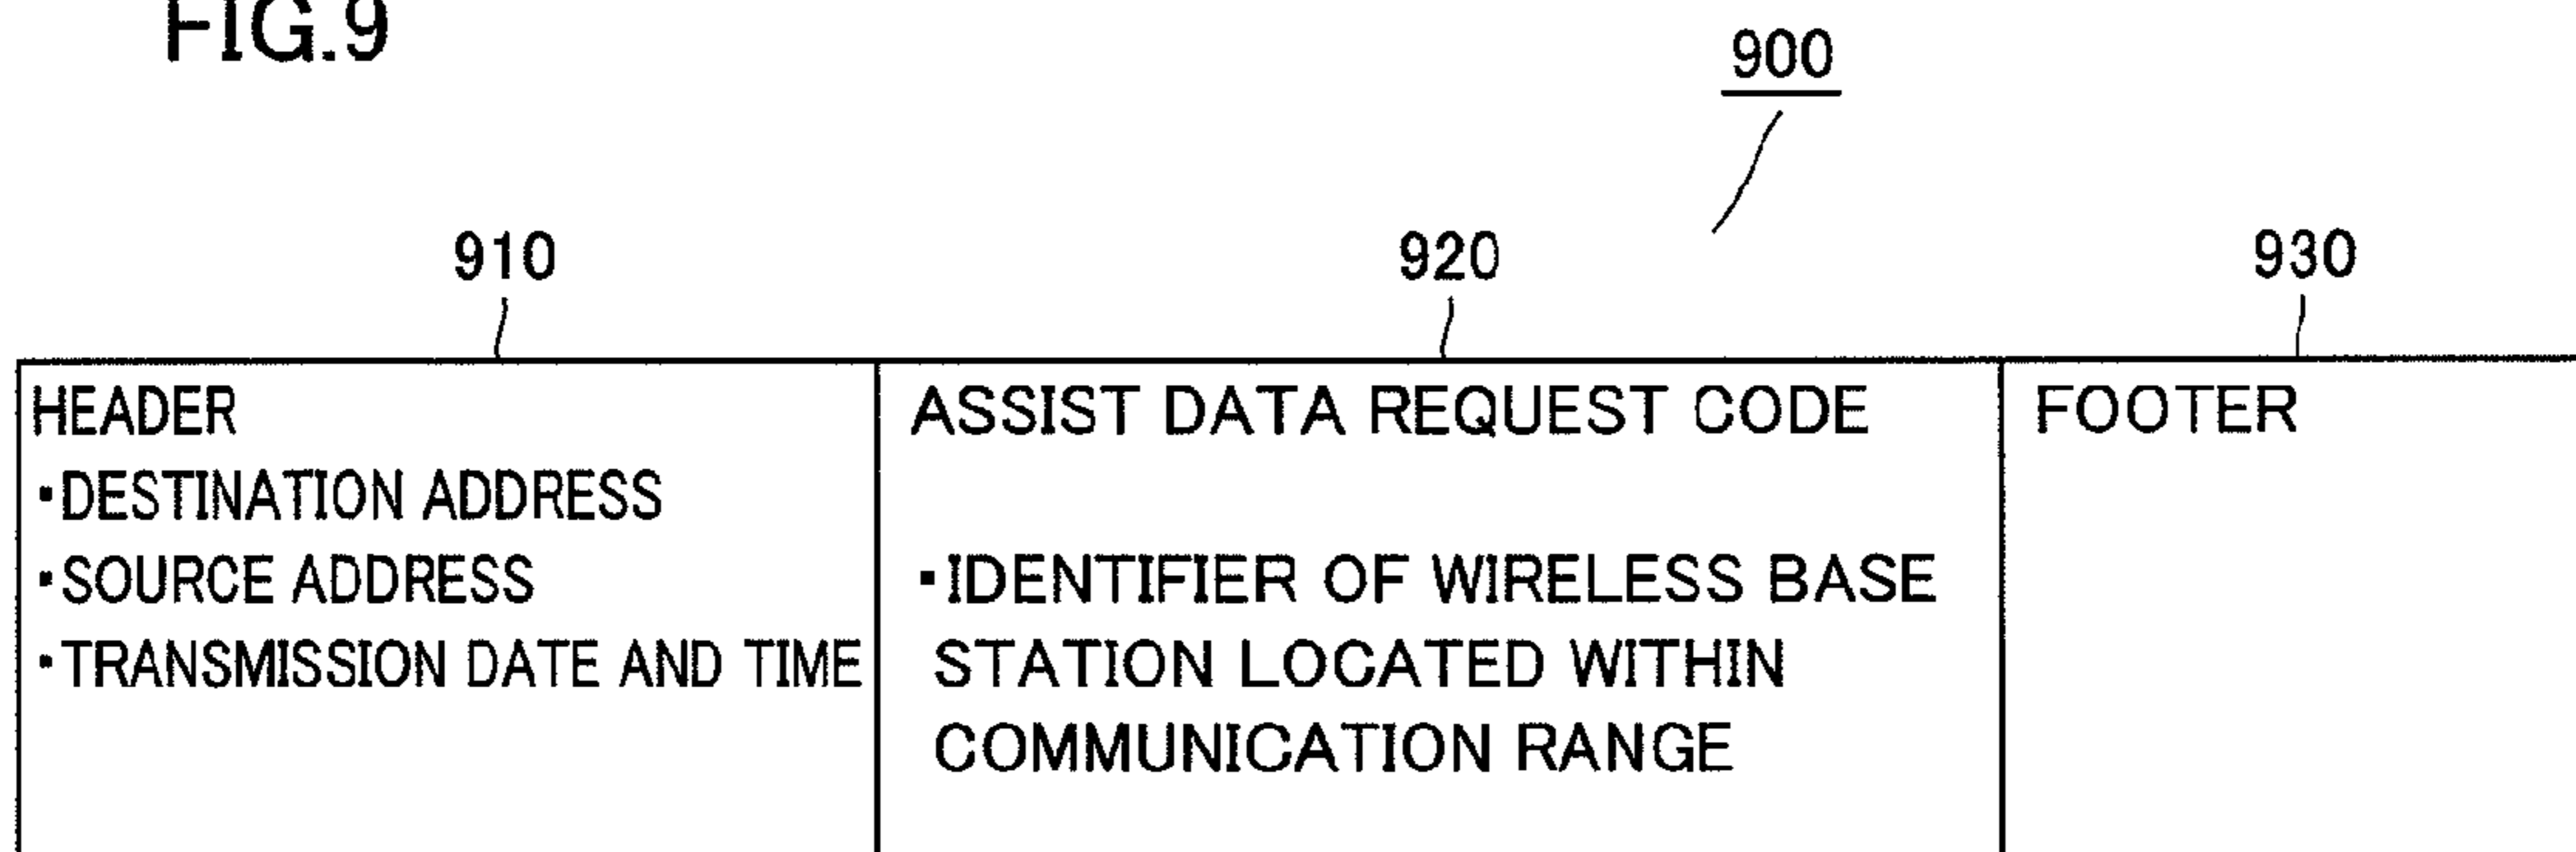 FIG.9
900
910
920
930
HEADER
・DESTINATION ADDRESS
・SOURCE ADDRESS
・TRANSMISSION DATE AND TIME
ASSIST DATA REQUEST CODE
・IDENTIFIER OF WIRELESS BASE
STATION LOCATED WITHIN
COMMUNICATION RANGE
FOOTER